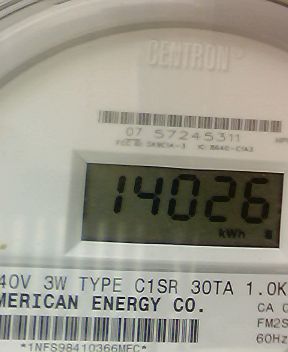 CENTRON
07 57245311
14026
kWh
40V 3W TYPE C1SR 30TA 1.0K
MERICAN ENERGY CO.
CA
FM2S
60Hz
*1NFS98410366MFC*